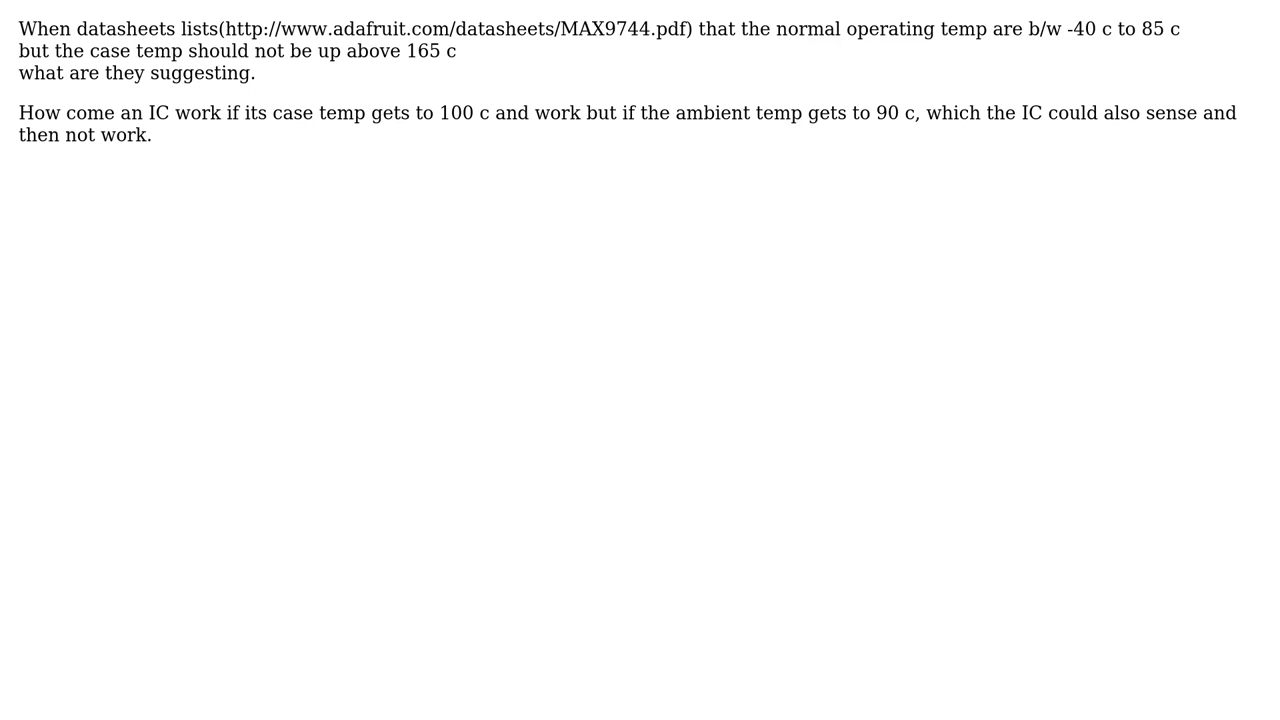 When datasheets lists(http://www.adafruit.com/datasheets/MAX9744.pdf) that the normal operating temp are b/w -40 c to 85 c
but the case temp should not be up above 165 c
what are they suggesting.
How come an IC work if its case temp gets to 100 c and work but if the ambient temp gets to 90 c, which the IC could also sense and
then not work.